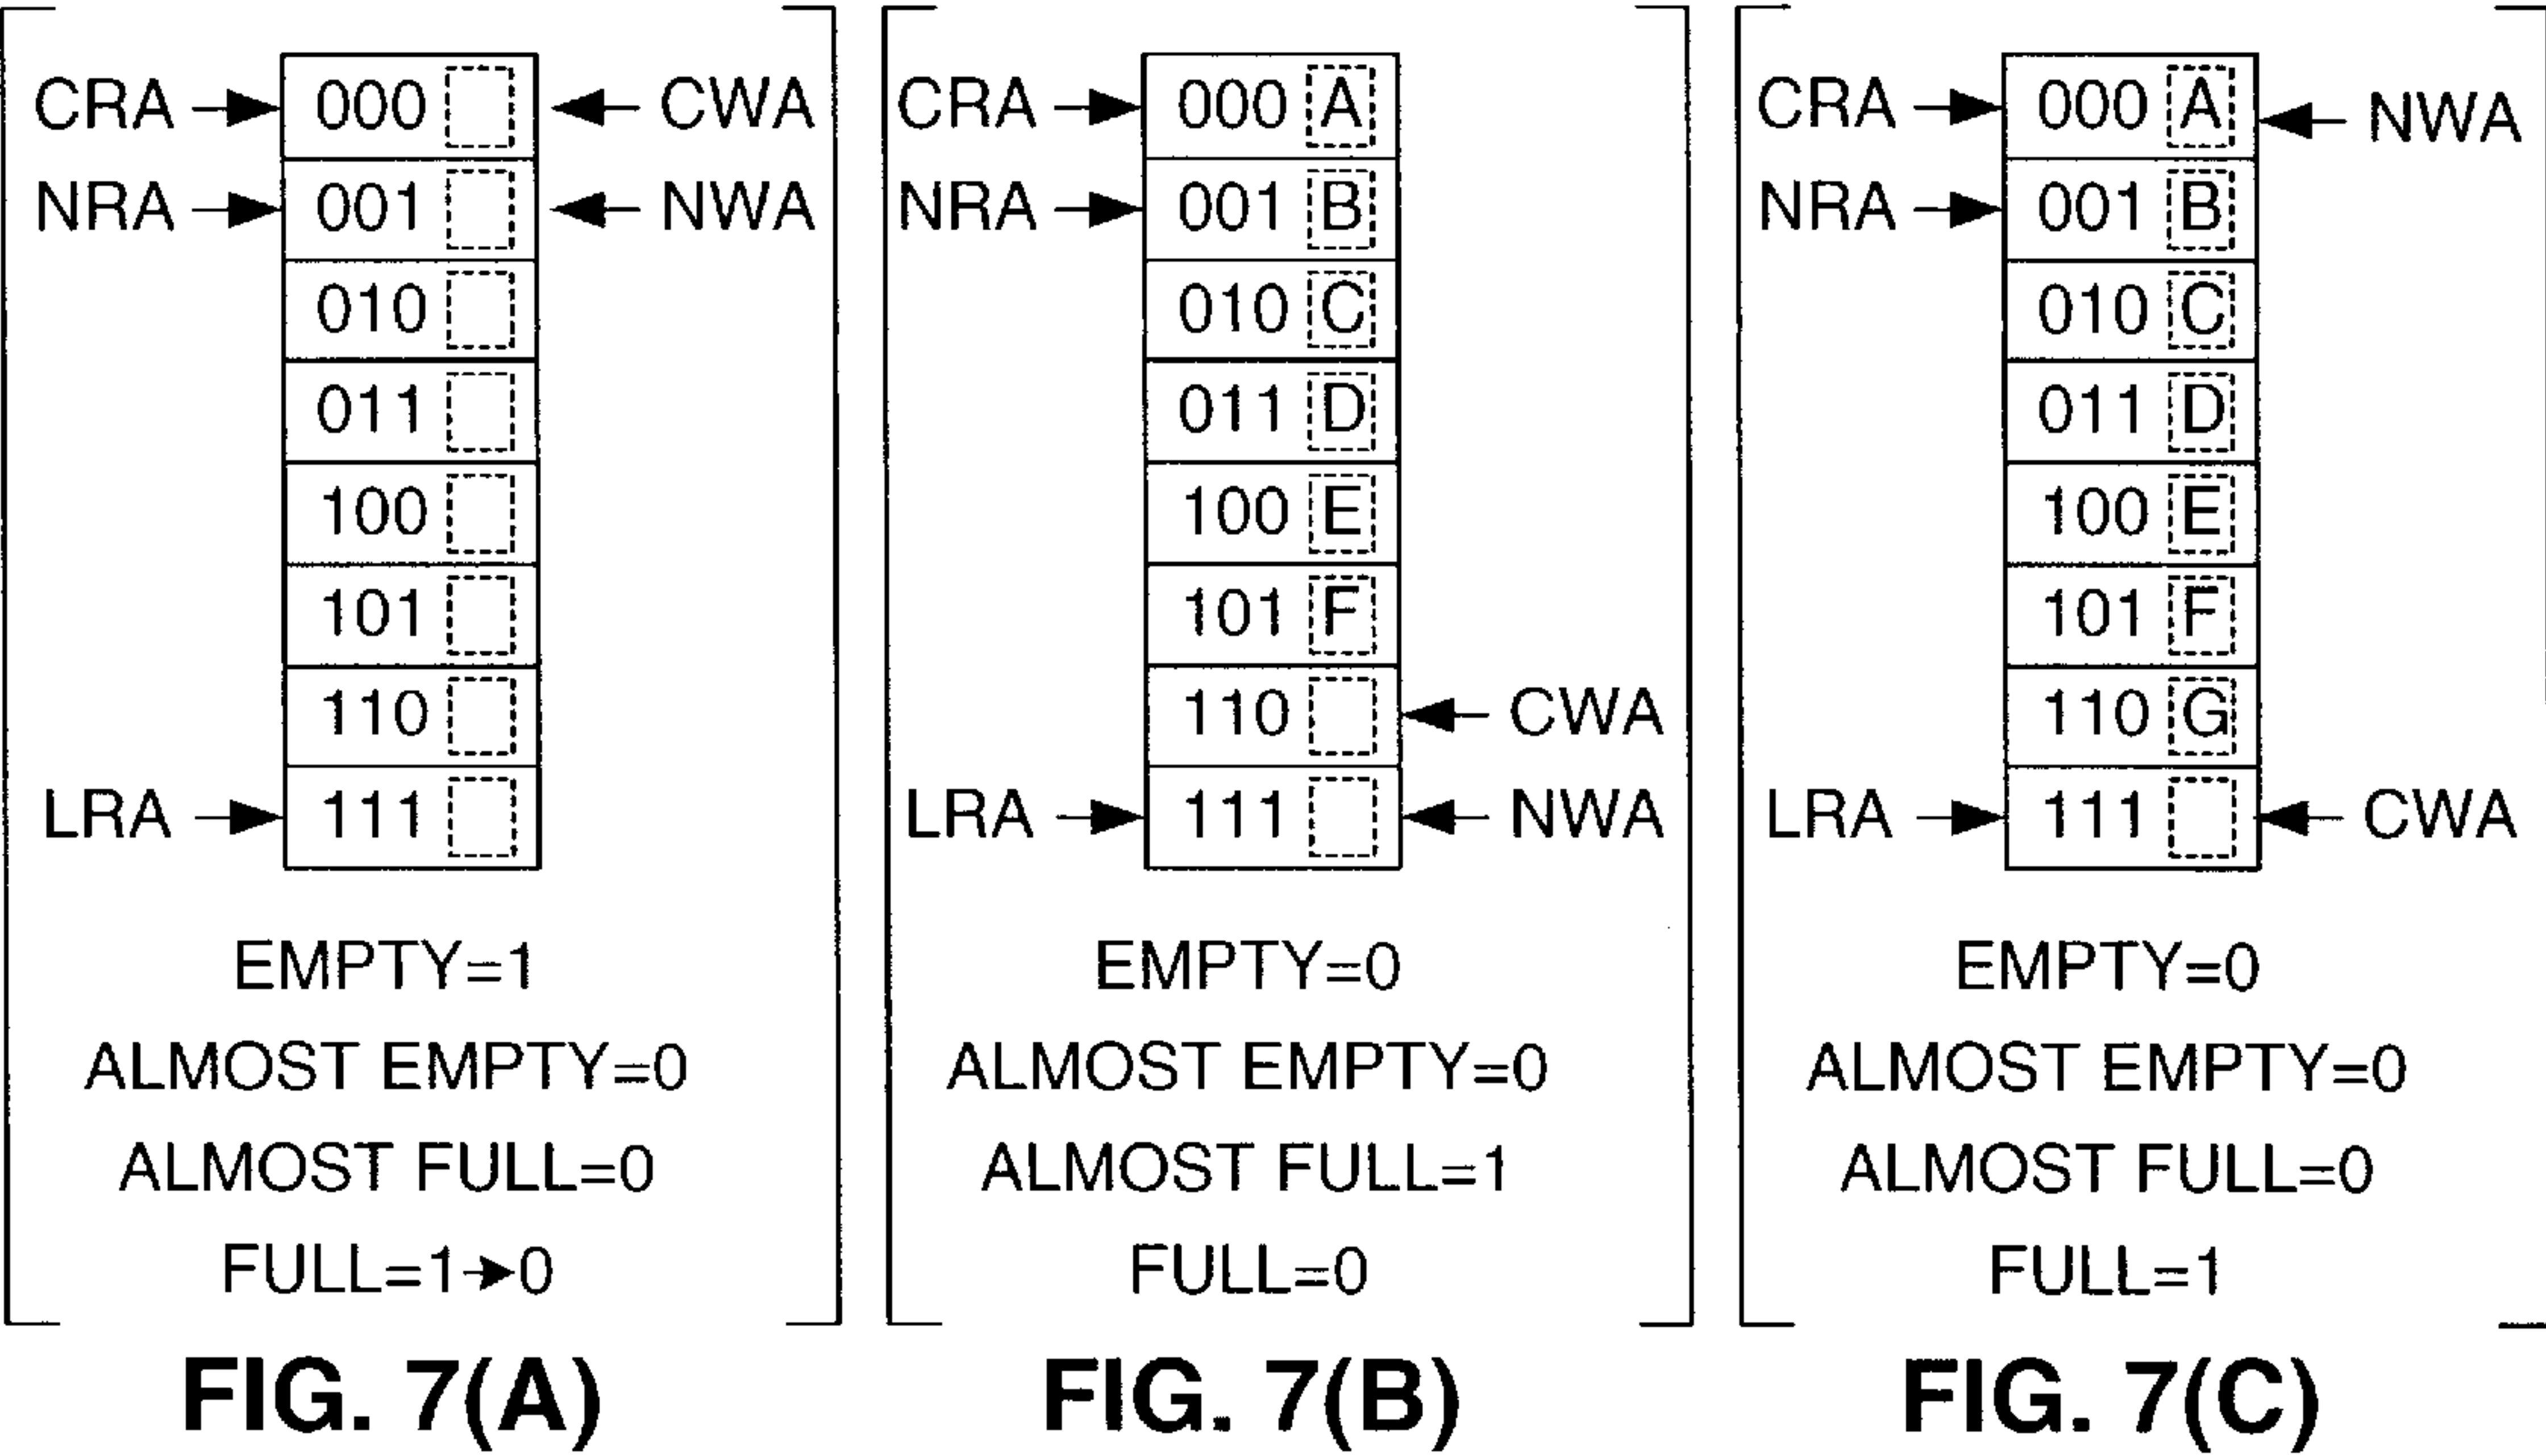 CRA 000 CWA
NRA 001 NWA
010
011
100
101
110
LRA 111
EMPTY=1
ALMOST EMPTY=0
ALMOST FULL=0
FULL=1→0
FIG. 7(A)
CRA 000 A
NRA 001 B
010 C
011 D
100 E
101 F
110 CWA
LRA 111 NWA
EMPTY=0
ALMOST EMPTY=0
ALMOST FULL=1
FULL=0
FIG. 7(B)
CRA 000 A NWA
NRA 001 B
010 C
011 D
100 E
101 F
110 G
LRA 111 CWA
EMPTY=0
ALMOST EMPTY=0
ALMOST FULL=0
FULL=1
FIG. 7(C)